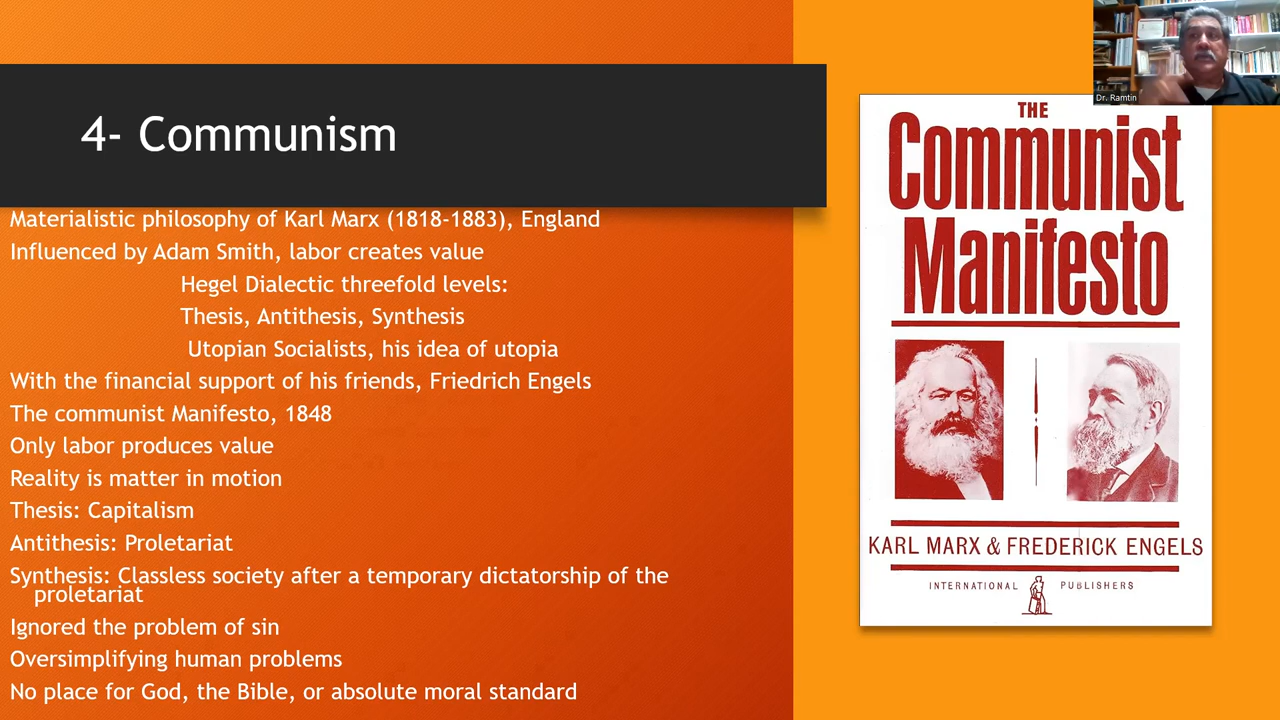 4- Communism
Materialistic philosophy of Karl Marx (1818-1883), England
Influenced by Adam Smith, labor creates value
Hegel Dialectic threefold levels:
Thesis, Antithesis, Synthesis
Utopian Socialists, his idea of utopia
With the financial support of his friends, Friedrich Engels
The communist Manifesto, 1848
Only labor produces value
Reality is matter in motion
Thesis: Capitalism
Antithesis: Proletariat
Synthesis: Classless society after a temporary dictatorship of the
proletariat
Ignored the problem of sin
Oversimplifying human problems
No place for God, the Bible, or absolute moral standard
Dr. Ramtin
THE
Communist
Manifesto
KARL MARX & FREDERICK ENGELS
INTERNATIONAL PUBLISHERS